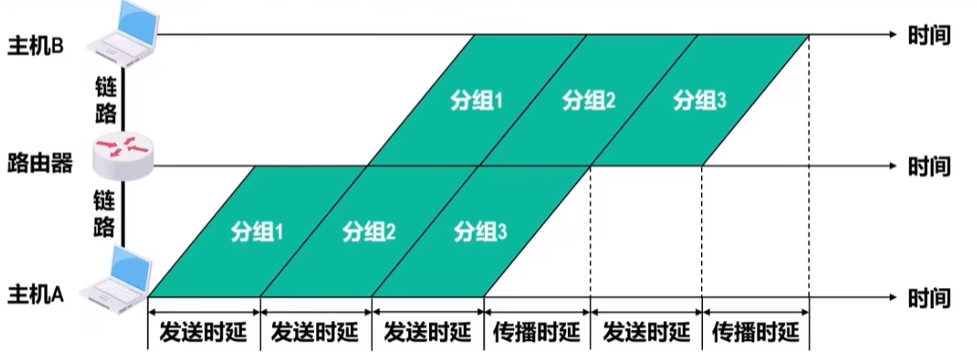 主机B
时间
链路
分组1 分组2 分组3
路由器
时间
链路
分组1 分组2 分组3
主机A
时间
发送时延 发送时延 发送时延 传播时延 发送时延 传播时延